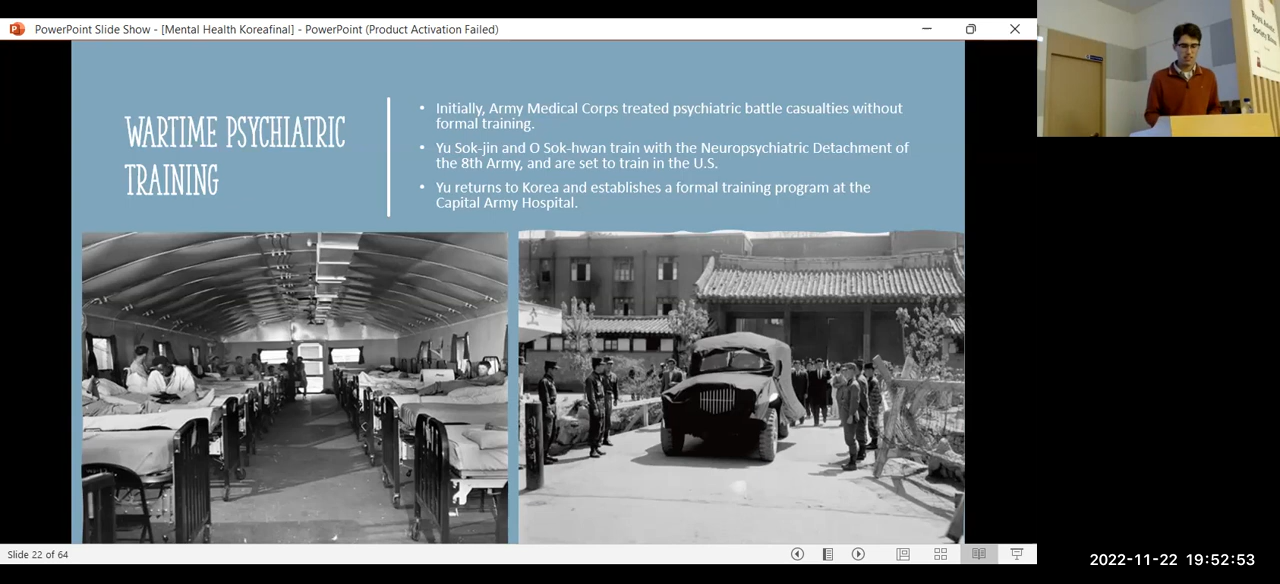 PowerPoint Slide Show - [Mental Health Koreafinal] - PowerPoint (Product Activation Failed)
WARTIME PSYCHIATRIC
TRAINING
• Initially, Army Medical Corps treated psychiatric battle casualties without
formal training.
• Yu Sok-jin and O Sok-hwan train with the Neuropsychiatric Detachment of
the 8th Army, and are set to train in the U.S.
• Yu returns to Korea and establishes a formal training program at the
Capital Army Hospital.
Slide 22 of 64
2022-11-22 19:52:53